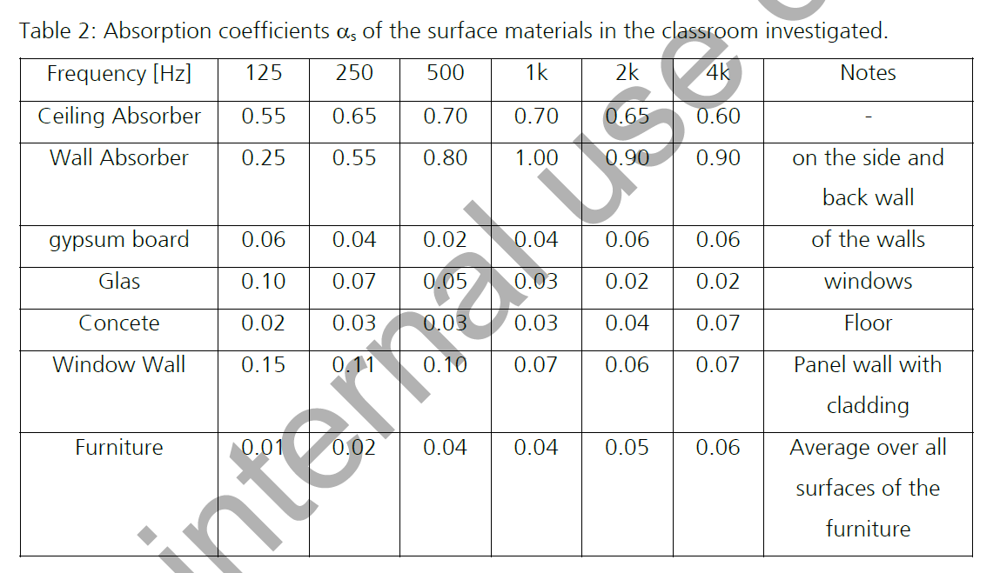 Table 2: Absorption coefficients αs of the surface materials in the classroom investigated.
Frequency [Hz] 125 250 500 1k 2k 4k Notes
Ceiling Absorber 0.55 0.65 0.70 0.70 0.65 0.60 -
Wall Absorber 0.25 0.55 0.80 1.00 0.90 0.90 on the side and
back wall
gypsum board 0.06 0.04 0.02 0.04 0.06 0.06 of the walls
Glas 0.10 0.07 0.05 0.03 0.02 0.02 windows
Concete 0.02 0.03 0.03 0.03 0.04 0.07 Floor
Window Wall 0.15 0.11 0.10 0.07 0.06 0.07 Panel wall with
cladding
Furniture 0.01 0.02 0.04 0.04 0.05 0.06 Average over all
surfaces of the
furniture
internal use